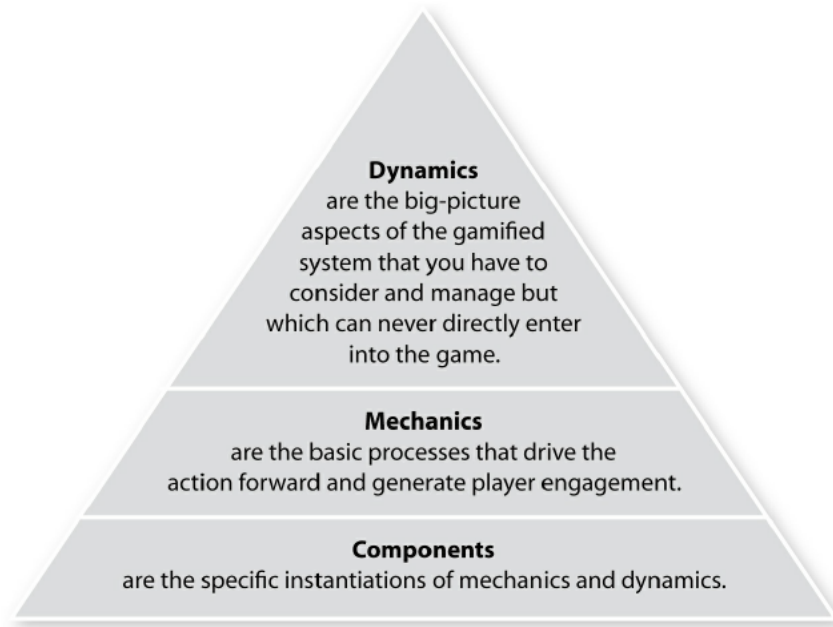 Dynamics
are the big-picture
aspects of the gamified
system that you have to
consider and manage but
which can never directly enter
into the game.
Mechanics
are the basic processes that drive the
action forward and generate player engagement.
Components
are the specific instantiations of mechanics and dynamics.